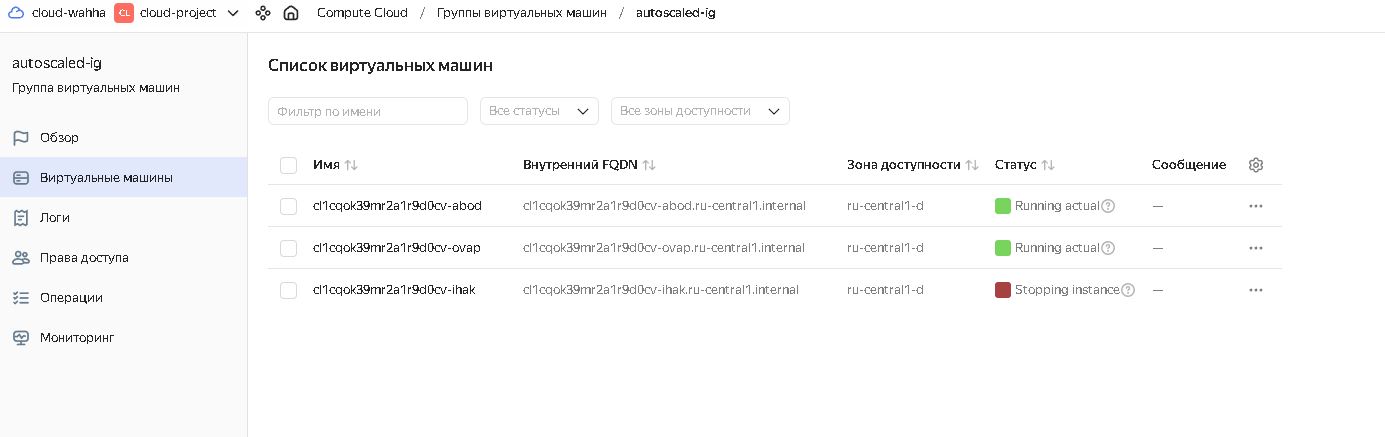 cloud-wahha CL cloud-project Compute Cloud / Группы виртуальных машин / autoscaled-ig
autoscaled-ig
Группа виртуальных машин
Обзор
Виртуальные машины
Логи
Права доступа
Операции
Мониторинг
Список виртуальных машин
Фильтр по имени Все статусы Все зоны доступности
Имя Внутренний FQDN Зона доступности Статус Сообщение
cl1cqok39mr2a1r9d0cv-abod cl1cqok39mr2a1r9d0cv-abod.ru-central1.internal ru-central1-d Running actual ? —
cl1cqok39mr2a1r9d0cv-ovap cl1cqok39mr2a1r9d0cv-ovap.ru-central1.internal ru-central1-d Running actual ? —
cl1cqok39mr2a1r9d0cv-ihak cl1cqok39mr2a1r9d0cv-ihak.ru-central1.internal ru-central1-d Stopping instance ? —